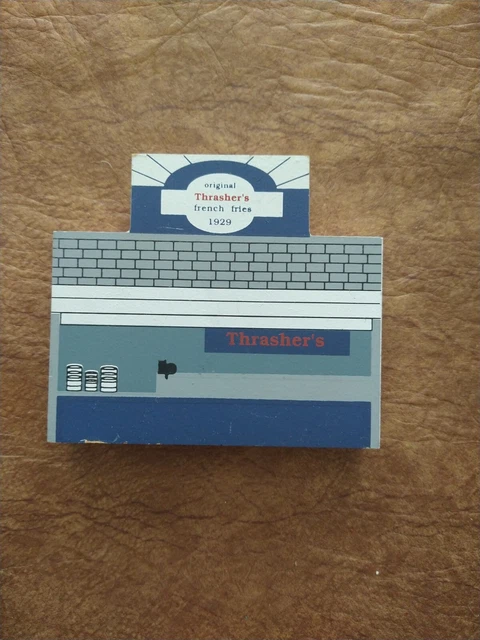 original
Thrasher's
french fries
1929
Thrasher's